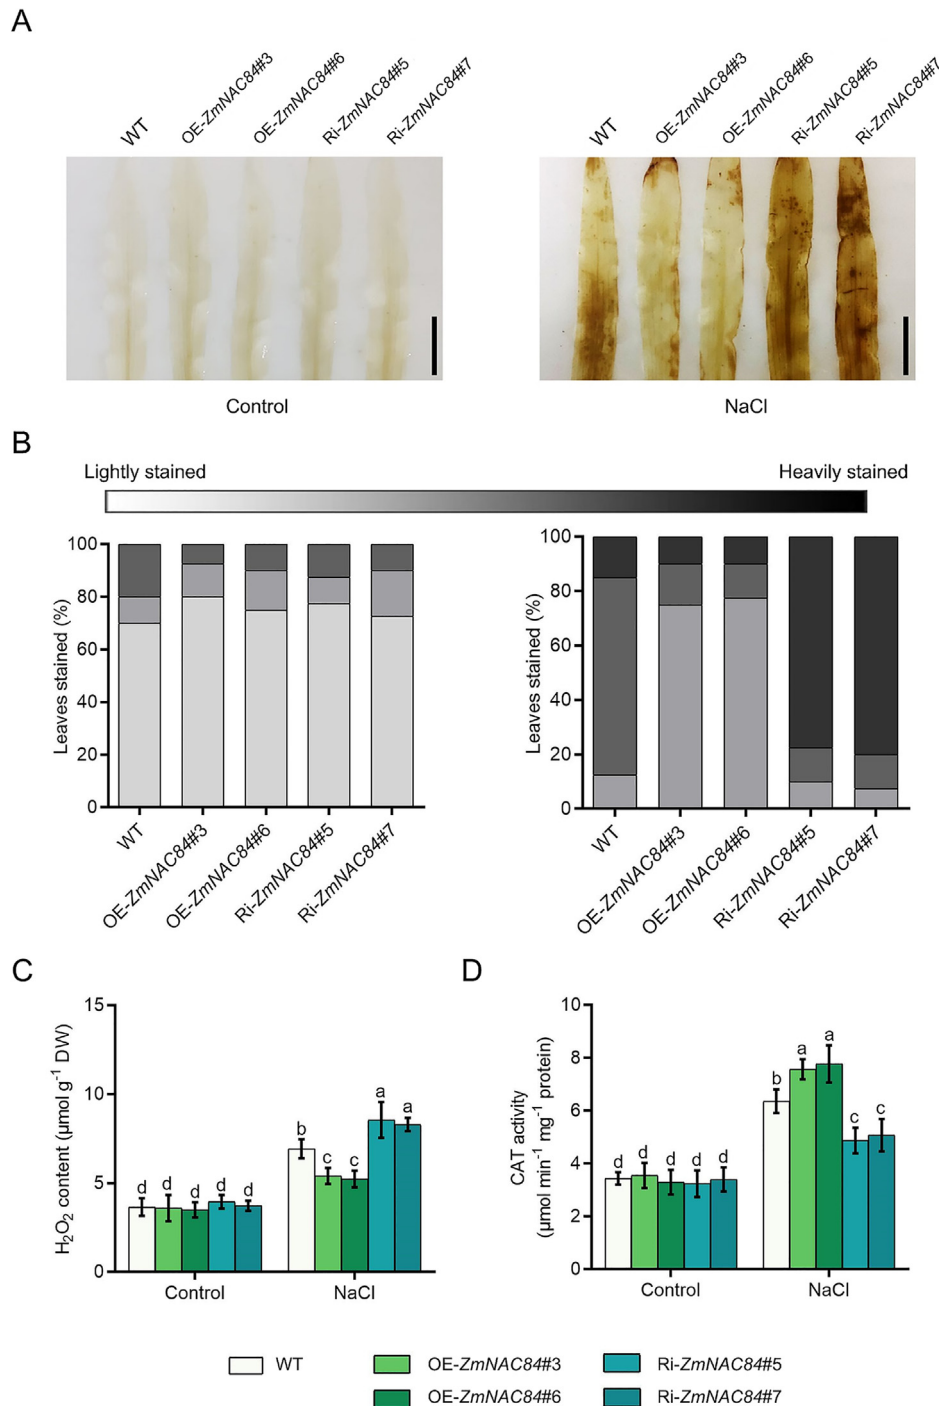 A
WT
OE-ZmNAC84#3
OE-ZmNAC84#6
Ri-ZmNAC84#5
Ri-ZmNAC84#7
WT
OE-ZmNAC84#3
OE-ZmNAC84#6
Ri-ZmNAC84#5
Ri-ZmNAC84#7
Control
NaCl
B
Lightly stained
Heavily stained
Leaves stained (%)
100
80
60
40
20
0
WT
OE-ZmNAC84#3
OE-ZmNAC84#6
Ri-ZmNAC84#5
Ri-ZmNAC84#7
Leaves stained (%)
100
80
60
40
20
0
WT
OE-ZmNAC84#3
OE-ZmNAC84#6
Ri-ZmNAC84#5
Ri-ZmNAC84#7
C
H₂O₂ content (μmol g⁻¹ DW)
15
10
5
0
d d d d d
b c c a a
Control
NaCl
D
CAT activity
(μmol min⁻¹ mg⁻¹ protein)
10
8
6
4
2
0
d d d d d
b a a c c
Control
NaCl
WT
OE-ZmNAC84#3
Ri-ZmNAC84#5
OE-ZmNAC84#6
Ri-ZmNAC84#7